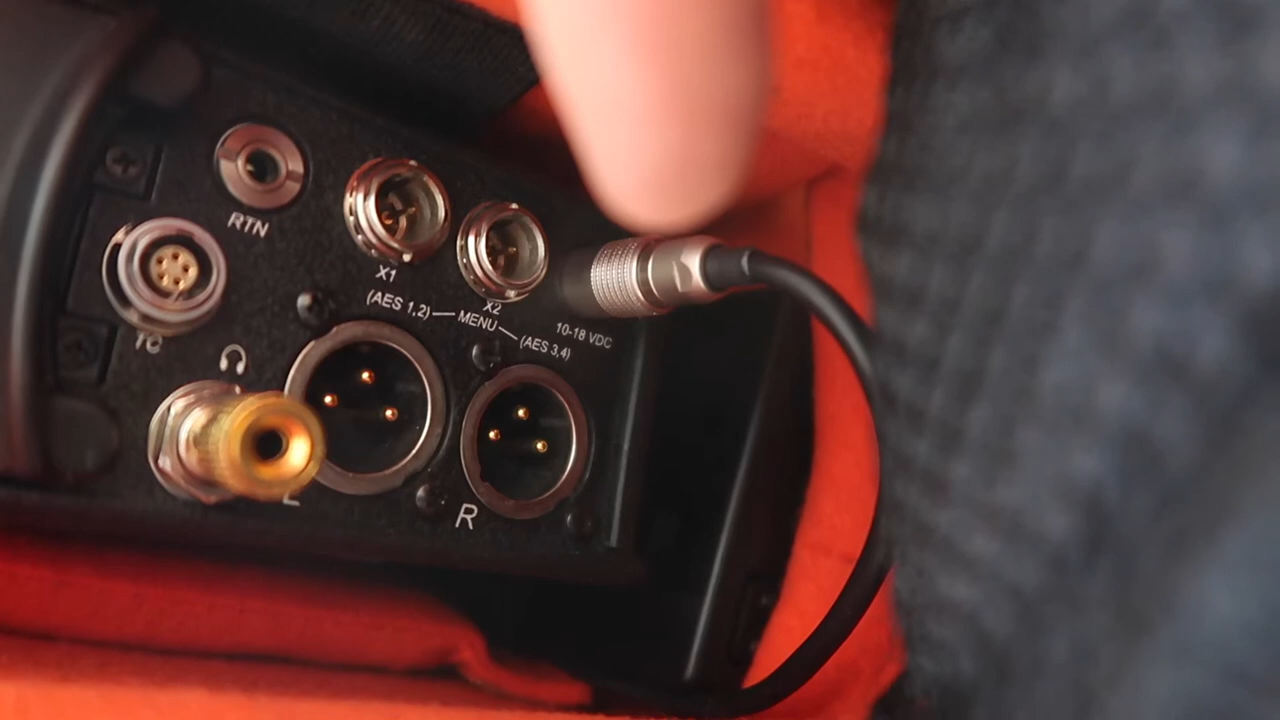 RTN
X1
X2
(AES 1,2) — MENU — (AES 3,4)
10-18 VDC
TC
L
R